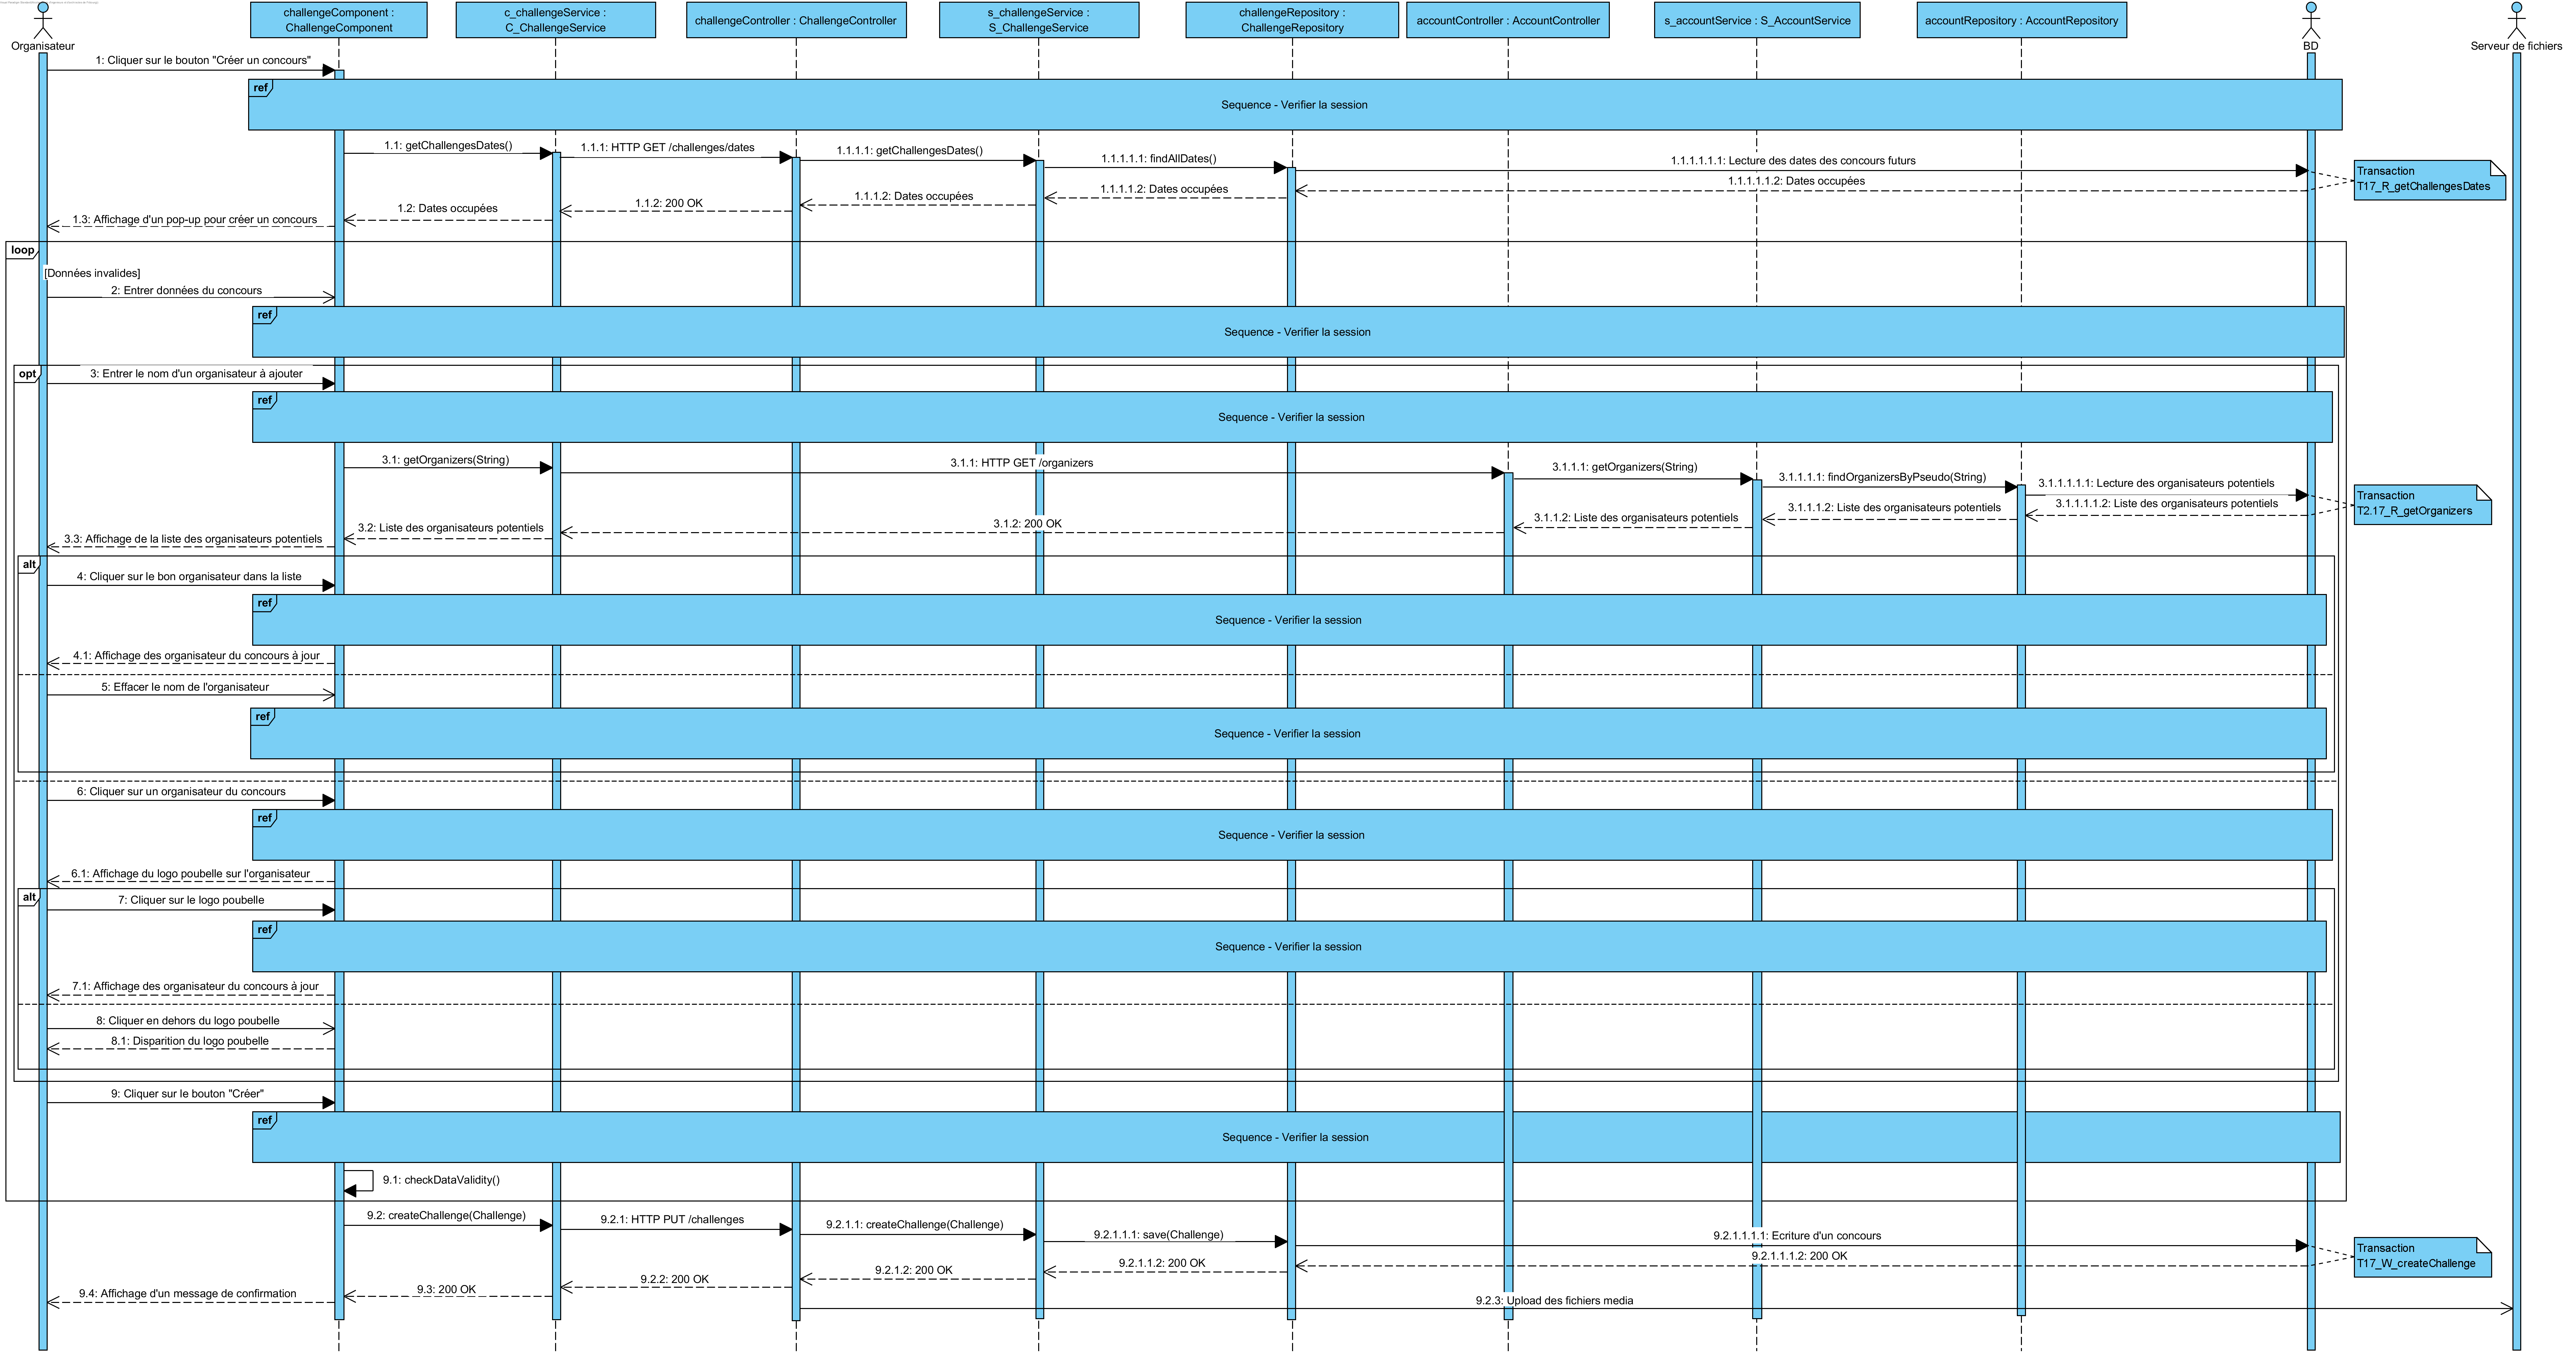 Organisateur
challengeComponent :
ChallengeComponent
c_challengeService :
C_ChallengeService
challengeController : ChallengeController
s_challengeService :
S_ChallengeService
challengeRepository :
ChallengeRepository
accountController : AccountController
s_accountService : S_AccountService
accountRepository : AccountRepository
BD
Serveur de fichiers
1: Cliquer sur le bouton "Créer un concours"
ref
Sequence - Verifier la session
1.1: getChallengesDates()
1.1.1: HTTP GET /challenges/dates
1.1.1.1: getChallengesDates()
1.1.1.1.1: findAllDates()
1.1.1.1.1.1: Lecture des dates des concours futurs
Transaction
T17_R_getChallengesDates
1.1.1.1.1.2: Dates occupées
1.1.1.1.2: Dates occupées
1.1.1.2: Dates occupées
1.1.2: 200 OK
1.2: Dates occupées
1.3: Affichage d'un pop-up pour créer un concours
loop
[Données invalides]
2: Entrer données du concours
ref
Sequence - Verifier la session
opt
3: Entrer le nom d'un organisateur à ajouter
ref
Sequence - Verifier la session
3.1: getOrganizers(String)
3.1.1: HTTP GET /organizers
3.1.1.1: getOrganizers(String)
3.1.1.1.1: findOrganizersByPseudo(String)
3.1.1.1.1.1: Lecture des organisateurs potentiels
Transaction
T2.17_R_getOrganizers
3.1.1.1.1.2: Liste des organisateurs potentiels
3.1.1.1.2: Liste des organisateurs potentiels
3.1.1.2: Liste des organisateurs potentiels
3.1.2: 200 OK
3.2: Liste des organisateurs potentiels
3.3: Affichage de la liste des organisateurs potentiels
alt
4: Cliquer sur le bon organisateur dans la liste
ref
Sequence - Verifier la session
4.1: Affichage des organisateur du concours à jour
5: Effacer le nom de l'organisateur
ref
Sequence - Verifier la session
6: Cliquer sur un organisateur du concours
ref
Sequence - Verifier la session
6.1: Affichage du logo poubelle sur l'organisateur
alt
7: Cliquer sur le logo poubelle
ref
Sequence - Verifier la session
7.1: Affichage des organisateur du concours à jour
8: Cliquer en dehors du logo poubelle
8.1: Disparition du logo poubelle
9: Cliquer sur le bouton "Créer"
ref
Sequence - Verifier la session
9.1: checkDataValidity()
9.2: createChallenge(Challenge)
9.2.1: HTTP PUT /challenges
9.2.1.1: createChallenge(Challenge)
9.2.1.1.1: save(Challenge)
9.2.1.1.1.1: Ecriture d'un concours
Transaction
T17_W_createChallenge
9.2.1.1.1.2: 200 OK
9.2.1.1.2: 200 OK
9.2.1.2: 200 OK
9.2.2: 200 OK
9.3: 200 OK
9.4: Affichage d'un message de confirmation
9.2.3: Upload des fichiers media